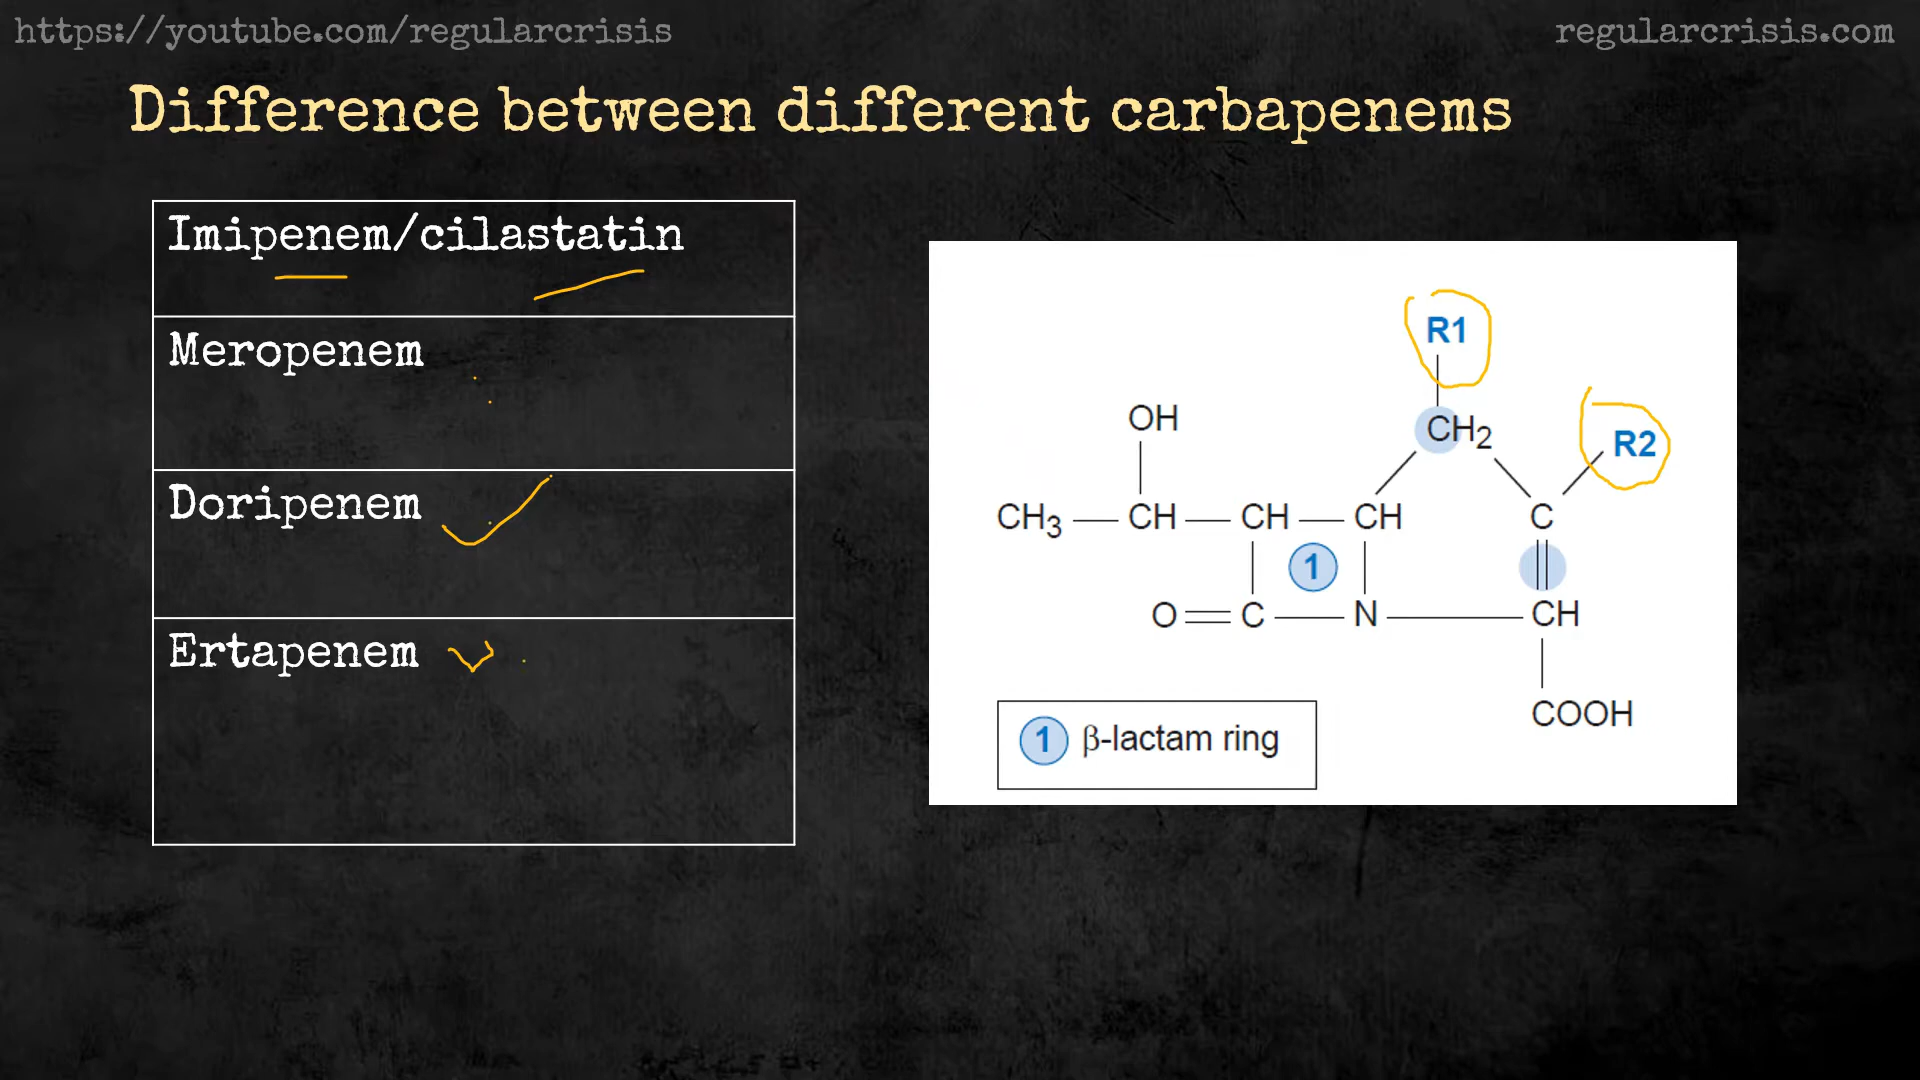 https://youtube.com/regularcrisis
regularcrisis.com
Difference between different carbapenems
Imipenem/cilastatin
Meropenem
Doripenem
Ertapenem
R1
OH
CH2
R2
CH3 CH CH CH C
1
O C N CH
COOH
1 β-lactam ring